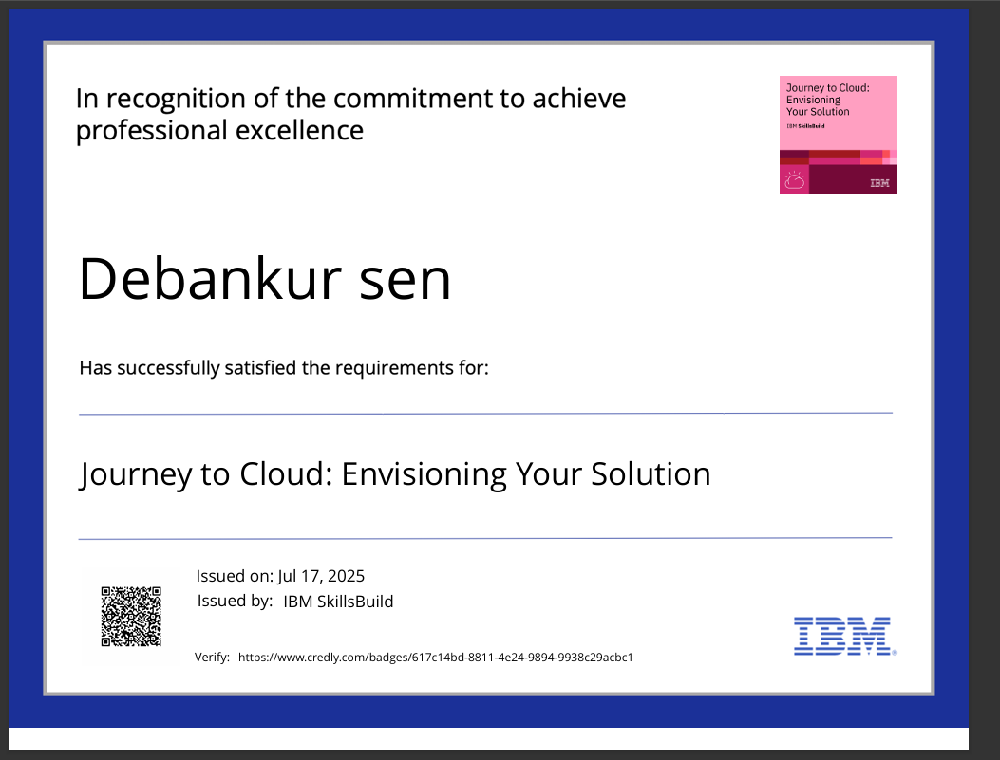 In recognition of the commitment to achieve
professional excellence
Journey to Cloud:
Envisioning
Your Solution
IBM SkillsBuild
IBM
Debankur sen
Has successfully satisfied the requirements for:
Journey to Cloud: Envisioning Your Solution
Issued on: Jul 17, 2025
Issued by: IBM SkillsBuild
IBM®
Verify: https://www.credly.com/badges/617c14bd-8811-4e24-9894-9938c29acbc1